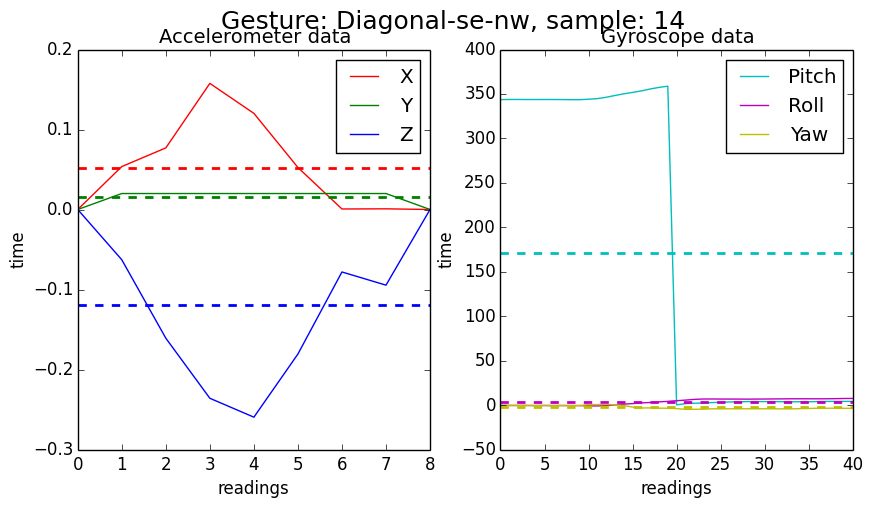 Gesture: Diagonal-se-nw, sample: 14
Accelerometer data
0.2
0.1
0.0
−0.1
−0.2
−0.3
time
0 1 2 3 4 5 6 7 8
readings
X
Y
Z
Gyroscope data
400
350
300
250
200
150
100
50
0
−50
time
0 5 10 15 20 25 30 35 40
readings
Pitch
Roll
Yaw